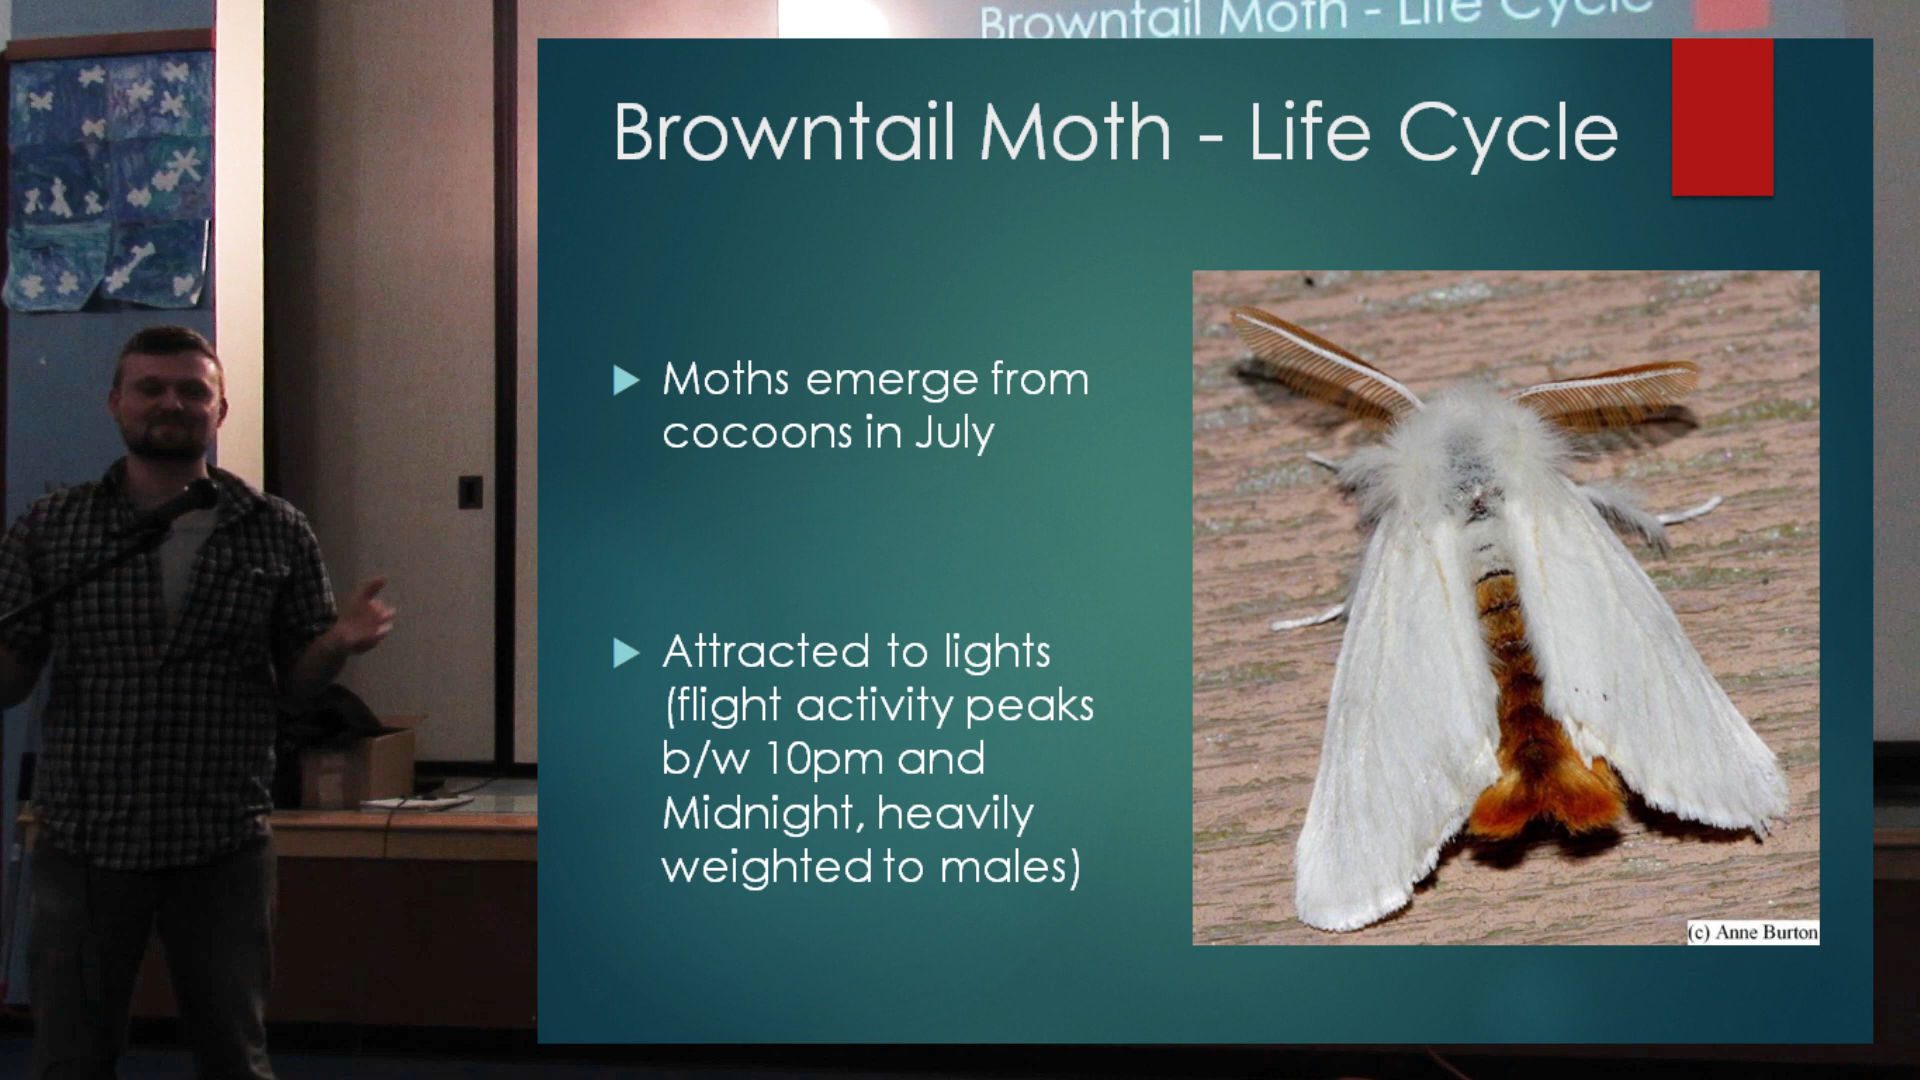 Browntail Moth - Life Cycle
Browntail Moth - Life Cycle
Moths emerge from
cocoons in July
Attracted to lights
(flight activity peaks
b/w 10pm and
Midnight, heavily
weighted to males)
(c) Anne Burton